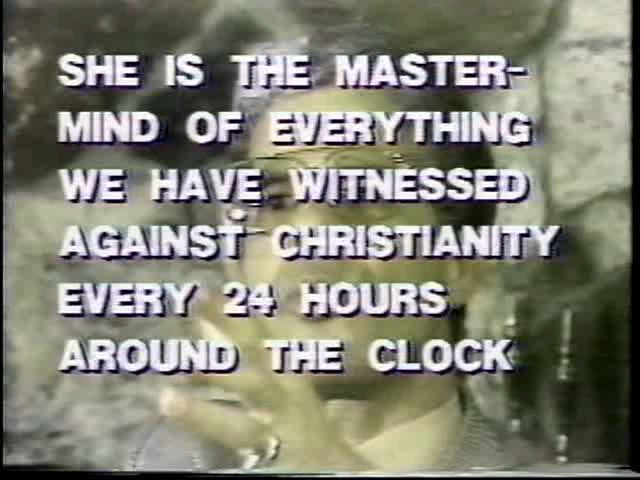 SHE IS THE MASTER-
MIND OF EVERYTHING
WE HAVE WITNESSED
AGAINST CHRISTIANITY
EVERY 24 HOURS
AROUND THE CLOCK